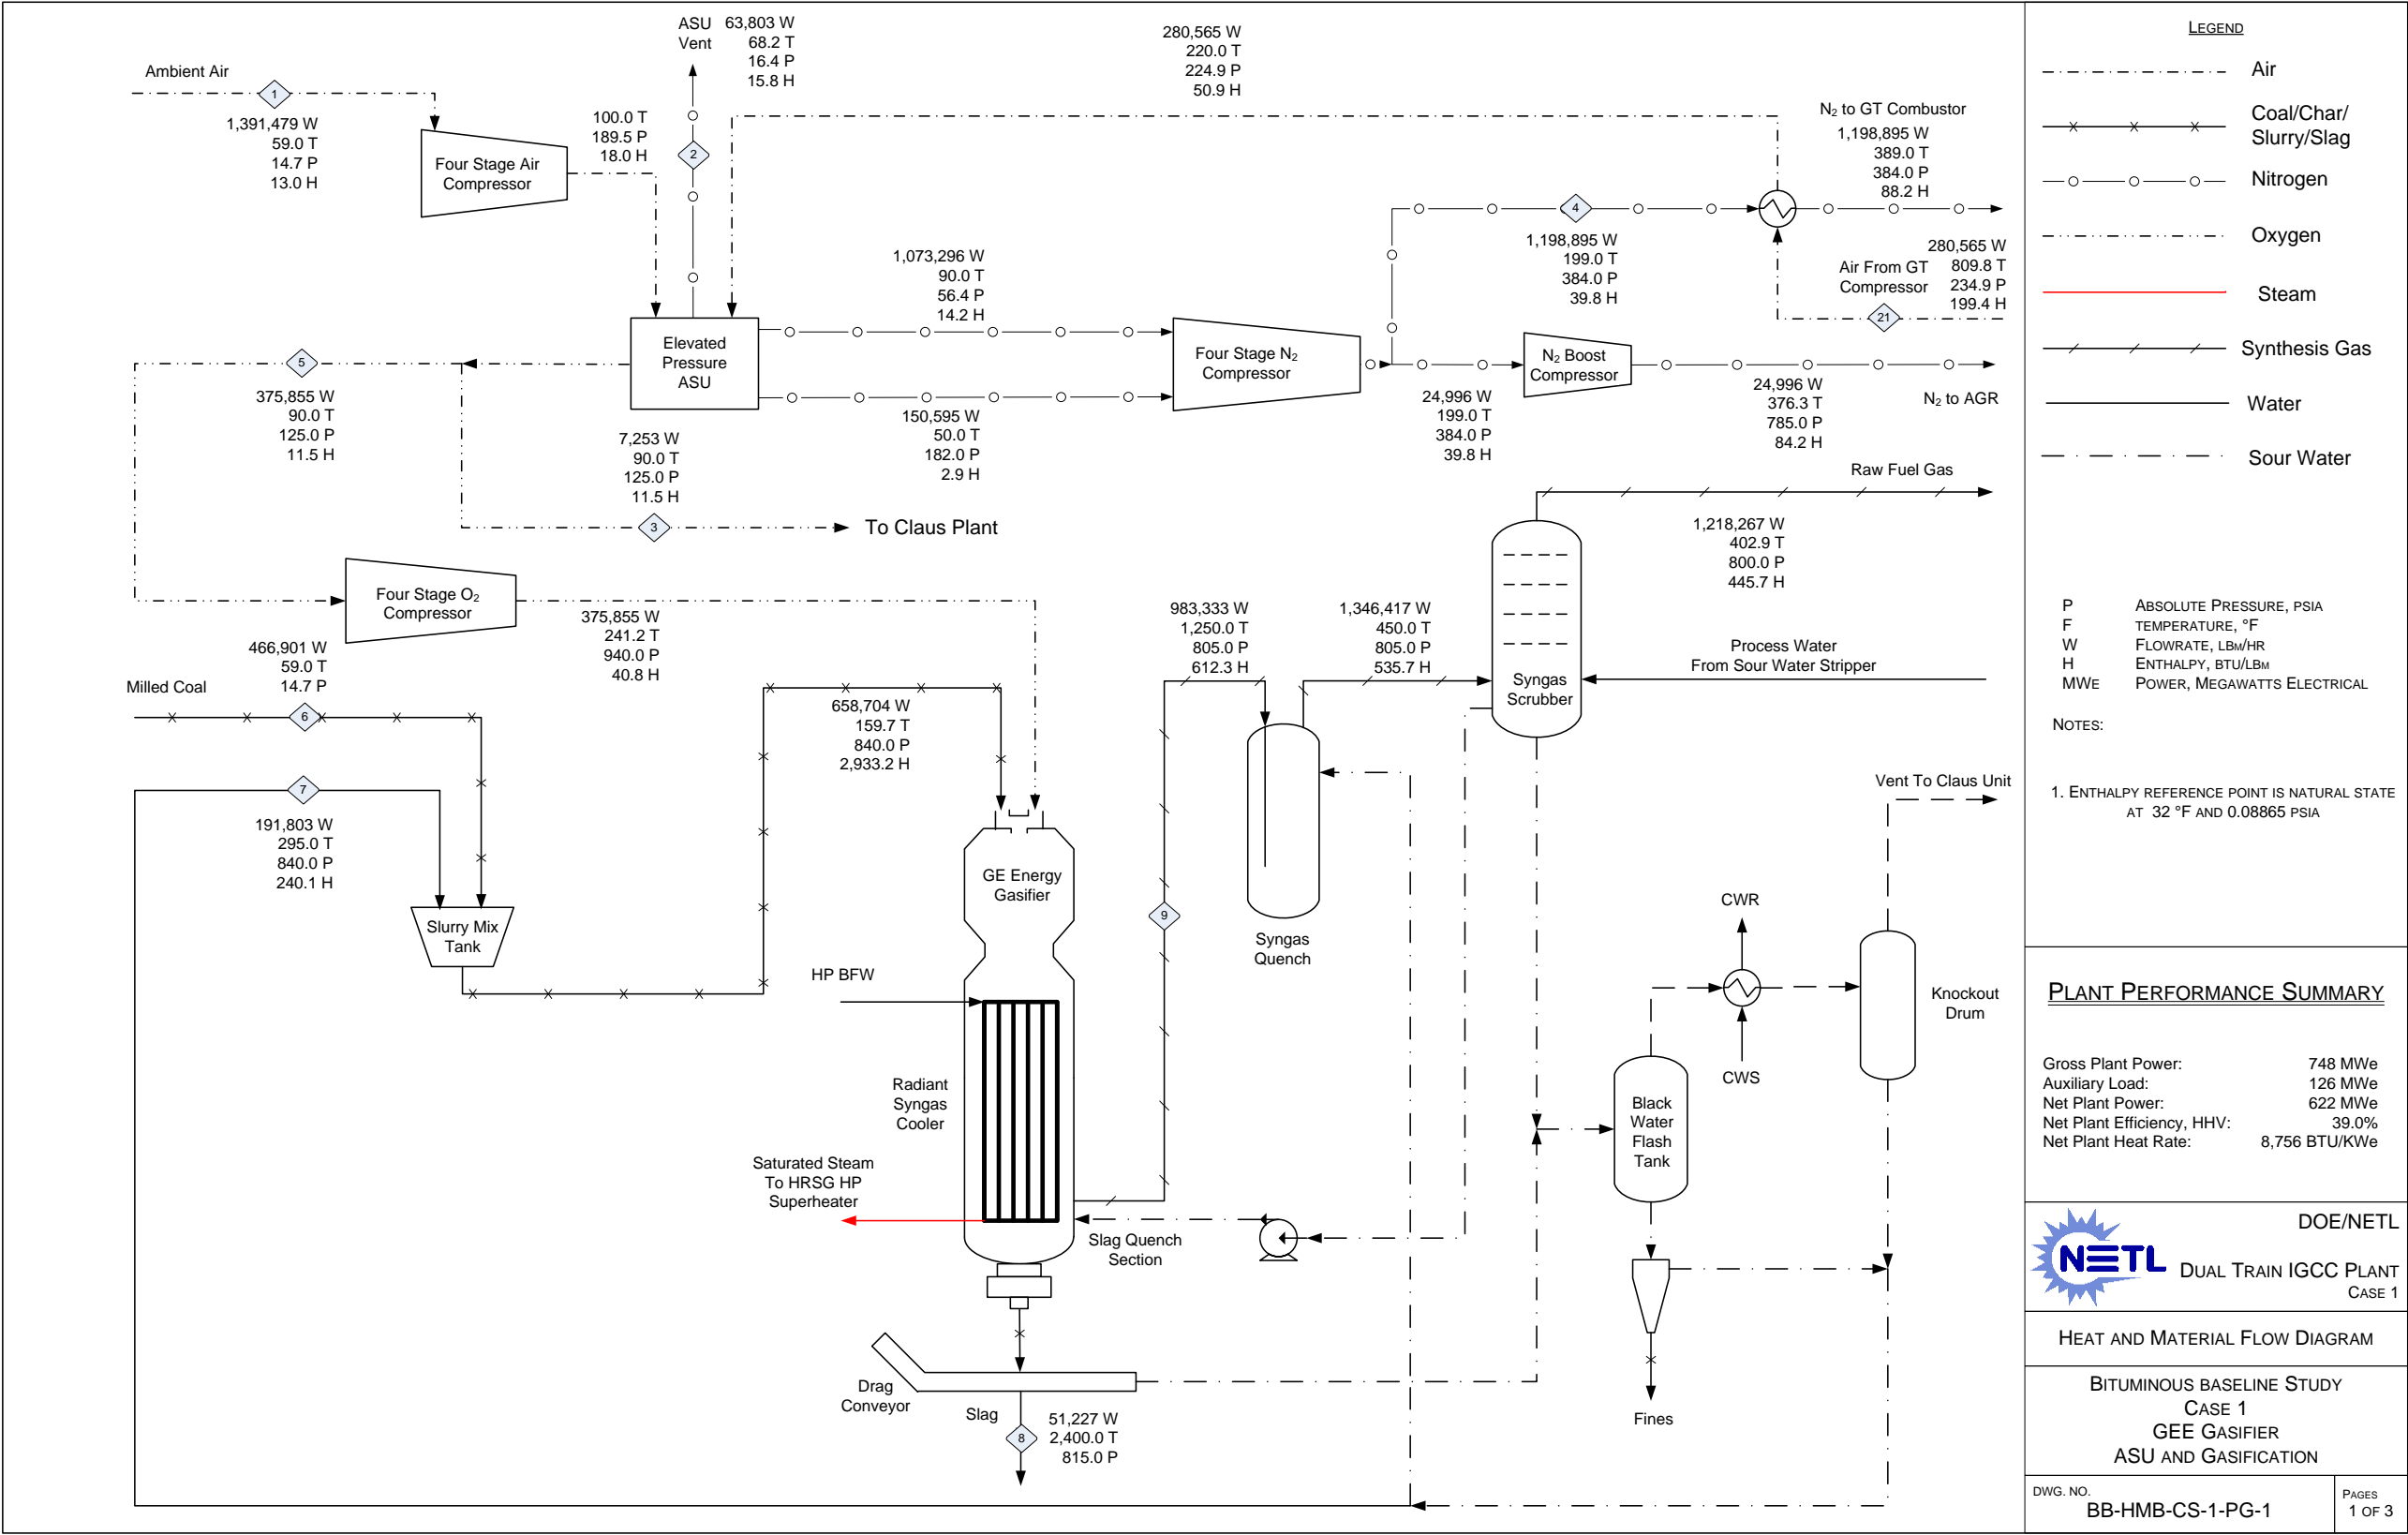 ASU
Vent
63,803 W
68.2 T
16.4 P
15.8 H
280,565 W
220.0 T
224.9 P
50.9 H
Ambient Air
1
1,391,479 W
59.0 T
14.7 P
13.0 H
Four Stage Air
Compressor
100.0 T
189.5 P
18.0 H
2
N2 to GT Combustor
1,198,895 W
389.0 T
384.0 P
88.2 H
4
1,198,895 W
199.0 T
384.0 P
39.8 H
Air From GT
Compressor
280,565 W
809.8 T
234.9 P
199.4 H
21
1,073,296 W
90.0 T
56.4 P
14.2 H
Elevated
Pressure
ASU
Four Stage N2
Compressor
N2 Boost
Compressor
5
375,855 W
90.0 T
125.0 P
11.5 H
7,253 W
90.0 T
125.0 P
11.5 H
150,595 W
50.0 T
182.0 P
2.9 H
24,996 W
199.0 T
384.0 P
39.8 H
24,996 W
376.3 T
785.0 P
84.2 H
N2 to AGR
3
To Claus Plant
Raw Fuel Gas
1,218,267 W
402.9 T
800.0 P
445.7 H
Four Stage O2
Compressor
375,855 W
241.2 T
940.0 P
40.8 H
466,901 W
59.0 T
14.7 P
Milled Coal
6
983,333 W
1,250.0 T
805.0 P
612.3 H
1,346,417 W
450.0 T
805.0 P
535.7 H
Syngas
Scrubber
Process Water
From Sour Water Stripper
658,704 W
159.7 T
840.0 P
2,933.2 H
7
191,803 W
295.0 T
840.0 P
240.1 H
Slurry Mix
Tank
GE Energy
Gasifier
9
Syngas
Quench
Vent To Claus Unit
CWR
CWS
Knockout
Drum
HP BFW
Radiant
Syngas
Cooler
Black
Water
Flash
Tank
Saturated Steam
To HRSG HP
Superheater
Slag Quench
Section
Drag
Conveyor
Slag
8
51,227 W
2,400.0 T
815.0 P
Fines
LEGEND
Air
Coal/Char/
Slurry/Slag
Nitrogen
Oxygen
Steam
Synthesis Gas
Water
Sour Water
P ABSOLUTE PRESSURE, PSIA
F TEMPERATURE, °F
W FLOWRATE, LBM/HR
H ENTHALPY, BTU/LBM
MWE POWER, MEGAWATTS ELECTRICAL
NOTES:
1. ENTHALPY REFERENCE POINT IS NATURAL STATE
AT 32 °F AND 0.08865 PSIA
PLANT PERFORMANCE SUMMARY
Gross Plant Power: 748 MWe
Auxiliary Load: 126 MWe
Net Plant Power: 622 MWe
Net Plant Efficiency, HHV: 39.0%
Net Plant Heat Rate: 8,756 BTU/KWe
NETL
DOE/NETL
DUAL TRAIN IGCC PLANT
CASE 1
HEAT AND MATERIAL FLOW DIAGRAM
BITUMINOUS BASELINE STUDY
CASE 1
GEE GASIFIER
ASU AND GASIFICATION
DWG. NO.
BB-HMB-CS-1-PG-1
PAGES
1 OF 3